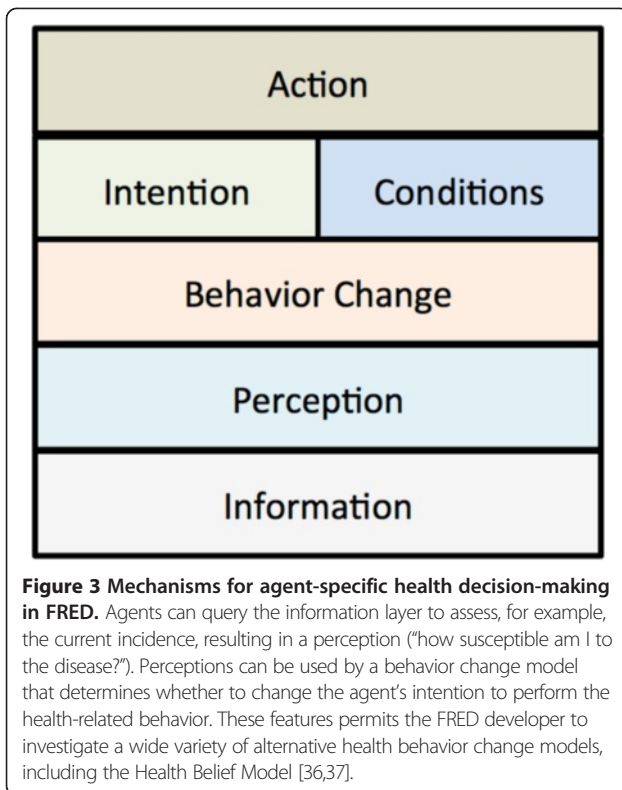 Action
Intention Conditions
Behavior Change
Perception
Information
Figure 3 Mechanisms for agent-specific health decision-making
in FRED. Agents can query the information layer to assess, for example,
the current incidence, resulting in a perception (“how susceptible am I to
the disease?”). Perceptions can be used by a behavior change model
that determines whether to change the agent’s intention to perform the
health-related behavior. These features permits the FRED developer to
investigate a wide variety of alternative health behavior change models,
including the Health Belief Model [36,37].